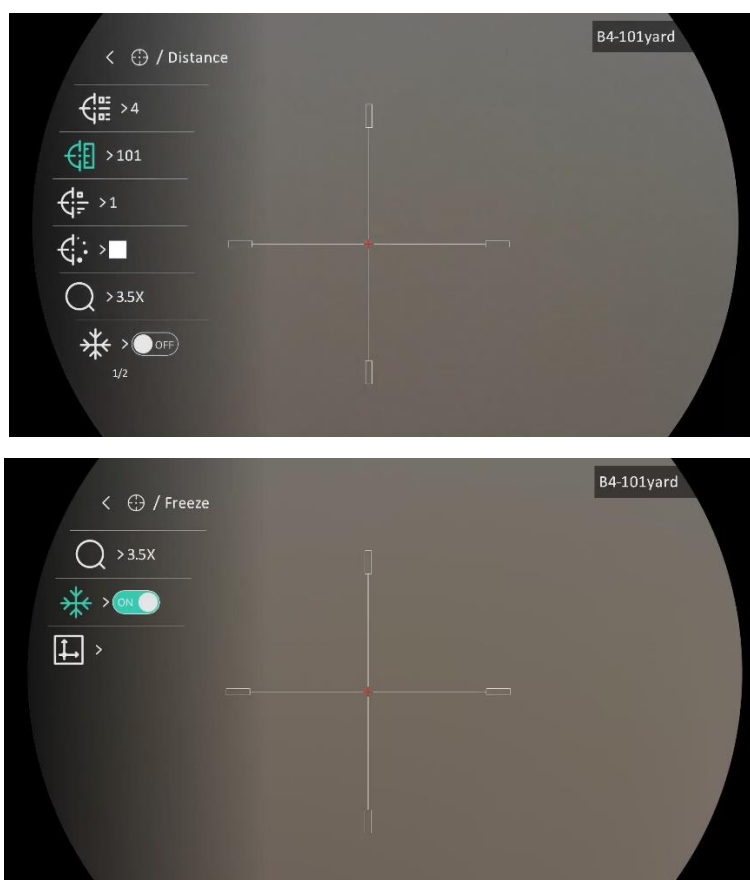 B4-101yard
< / Distance
>4
>101
>1
>
>3.5X
> OFF
1/2
B4-101yard
< / Freeze
>3.5X
> ON
>